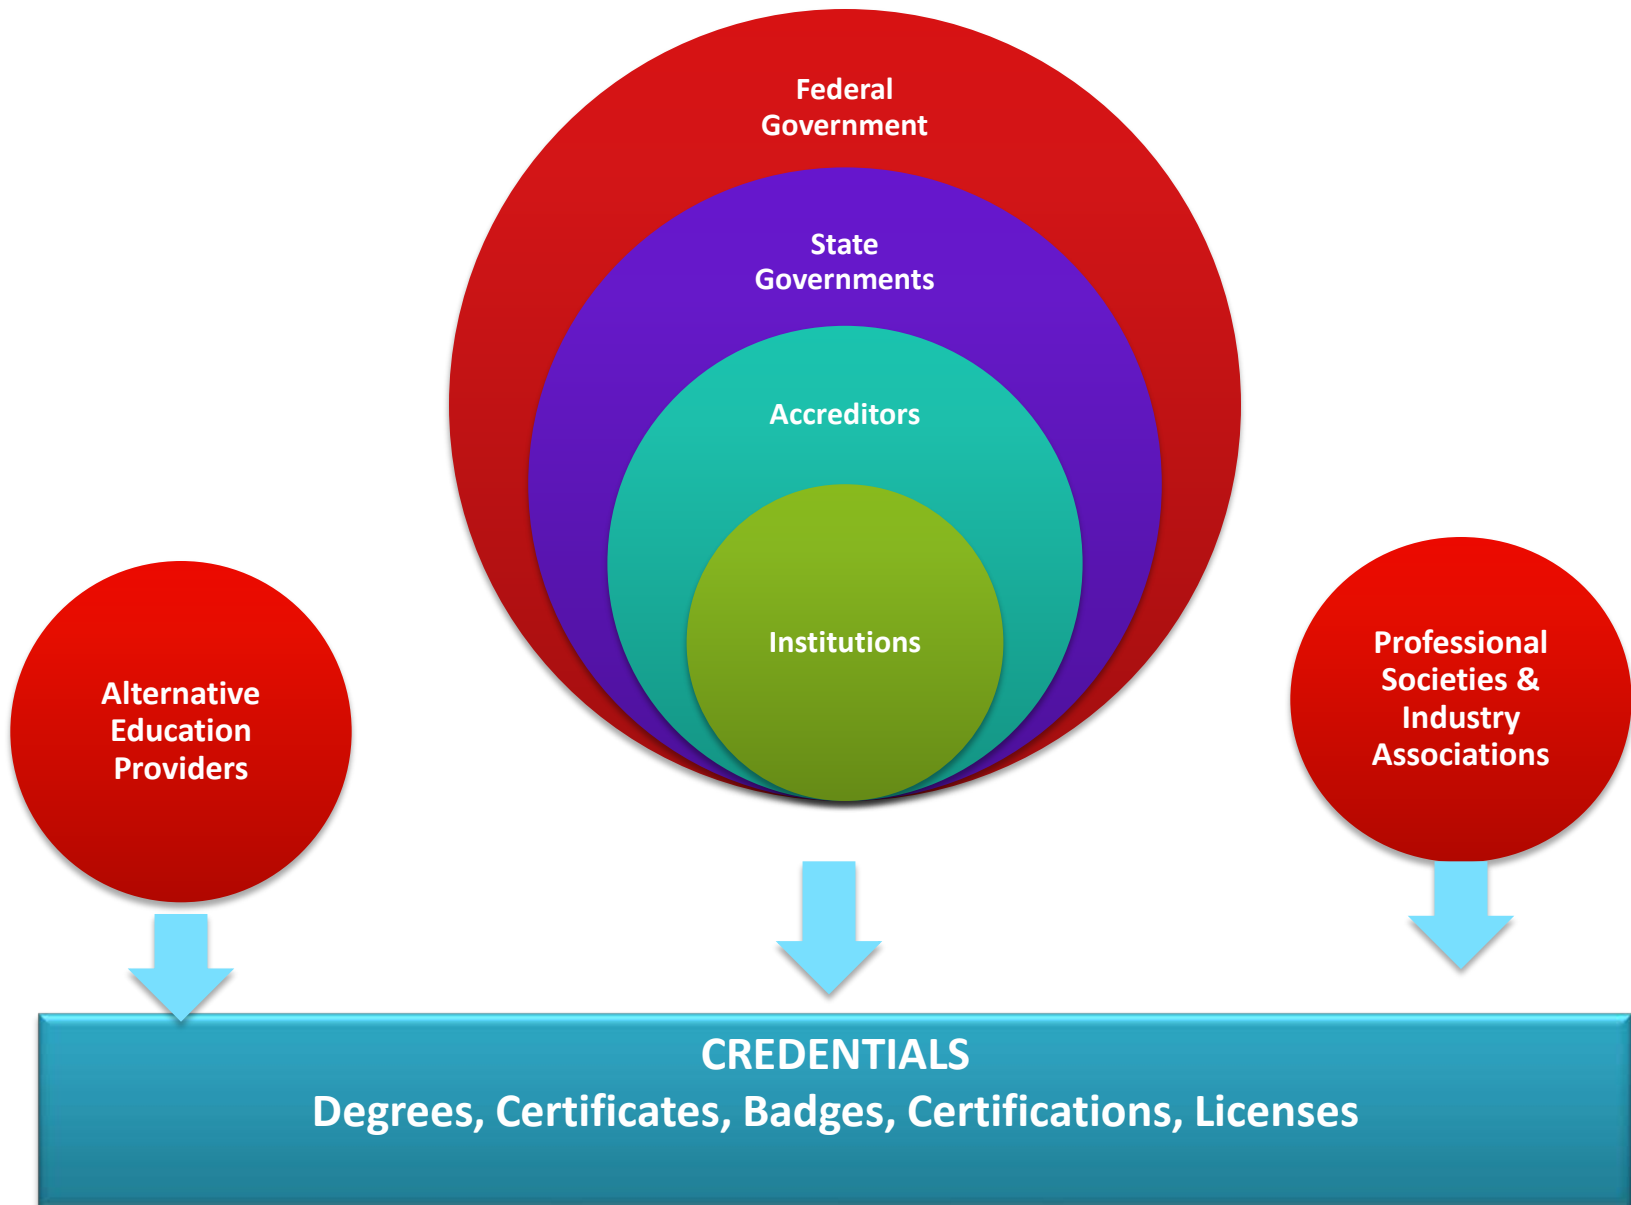 Federal
Government
State
Governments
Accreditors
Institutions
Alternative
Education
Providers
Professional
Societies &
Industry
Associations
CREDENTIALS
Degrees, Certificates, Badges, Certifications, Licenses